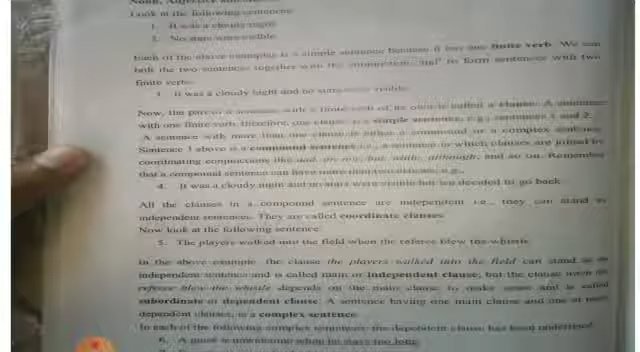 Noun, Adjective
Look at the following sentences:
1. It was a cloudy night.
2. No stars were visible.
Each of the above examples is a simple sentence because it has one finite verb. We can
link the two sentences together with the conjunction and" to form sentences with two
finite verbs:
3. It was a cloudy night and no stars were visible.
Now, the part of a sentence with a finite verb of its own is called a clause. A sentence
with one finite verb, therefore, one clause is a simple sentence, e.g., sentences 1 and 2.
A sentence with more than one clause is either a compound or a complex sentence.
Sentence 3 above is a compound sentence i.e., a sentence in which clauses are joined by
coordinating conjunctions like and, or, nor, but, while, although, and so on. Remember
that a compound sentence can have more than two clauses, e.g.,
4. It was a cloudy night and no stars were visible but we decided to go back.
All the clauses in a compound sentence are independent i.e., they can stand as
independent sentences. They are called coordinate clauses.
Now look at the following sentence:
5. The players walked into the field when the referee blew the whistle.
In the above example, the clause the players walked into the field can stand as an
independent sentence and is called main or independent clause, but the clause when the
referee blew the whistle depends on the main clause to make sense and is called
subordinate or dependent clause. A sentence having one main clause and one or more
dependent clauses, is a complex sentence.
In each of the following complex sentences, the dependent clause has been underlined.
6. A guest is unwelcome when he stays too long.